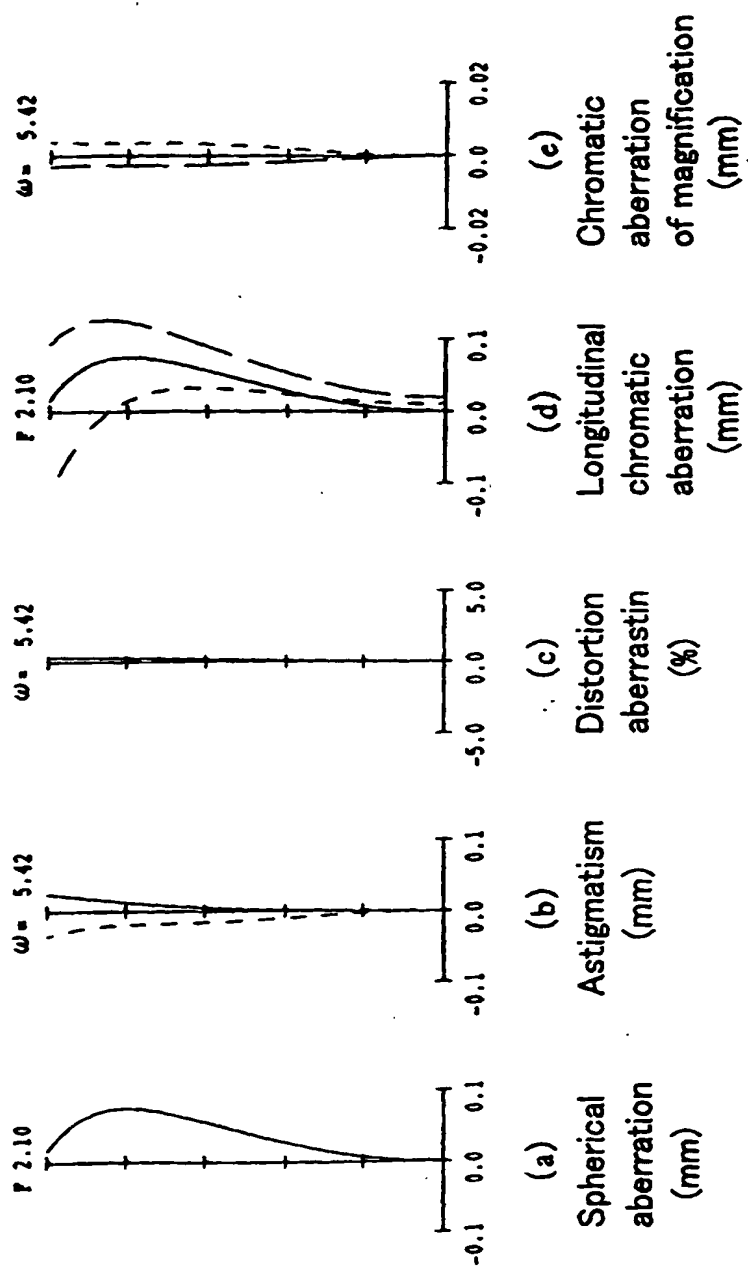 F 2.10
-0.1 0.0 0.1
(a)
Spherical
aberration
(mm)
ω= 5.42
-0.1 0.0 0.1
(b)
Astigmatism
(mm)
ω= 5.42
-5.0 0.0 5.0
(c)
Distortion
aberrastin
(%)
F 2.10
-0.1 0.0 0.1
(d)
Longitudinal
chromatic
aberration
(mm)
ω= 5.42
-0.02 0.0 0.02
(e)
Chromatic
aberration
of magnification
(mm)